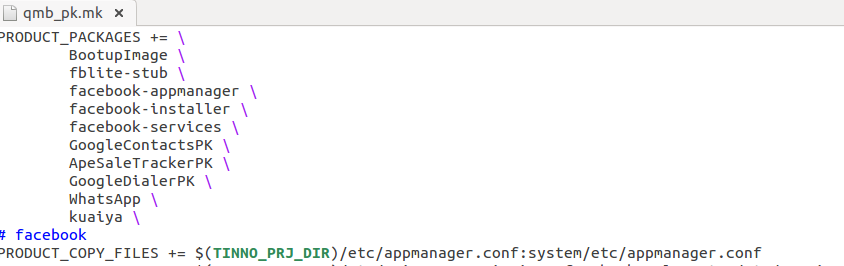 qmb_pk.mk ×
PRODUCT_PACKAGES += \
BootupImage \
fblite-stub \
facebook-appmanager \
facebook-installer \
facebook-services \
GoogleContactsPK \
ApeSaleTrackerPK \
GoogleDialerPK \
WhatsApp \
kuaiya \
# facebook
PRODUCT_COPY_FILES += $(TINNO_PRJ_DIR)/etc/appmanager.conf:system/etc/appmanager.conf